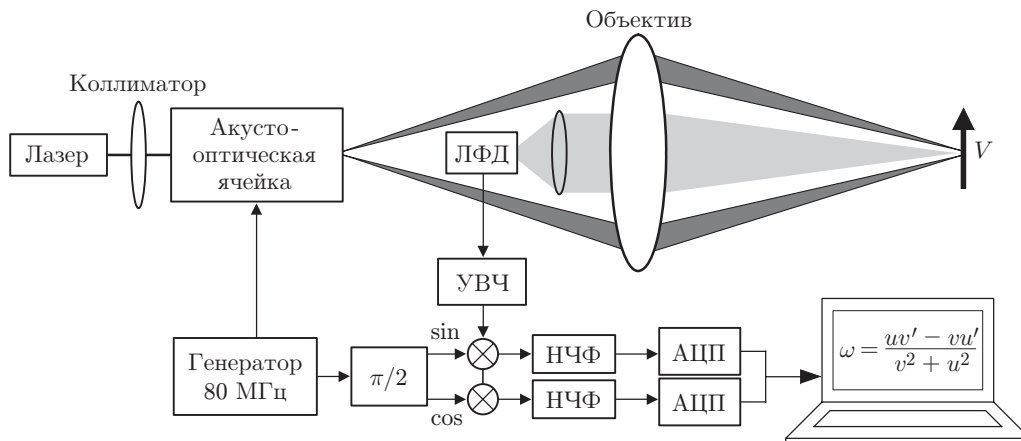 Объектив
Коллиматор
Лазер
Акусто-
оптическая
ячейка
ЛФД
V
УВЧ
sin
Генератор
80 МГц
π/2
cos
НЧФ
АЦП
НЧФ
АЦП
ω = uv′ − vu′ / v² + u²